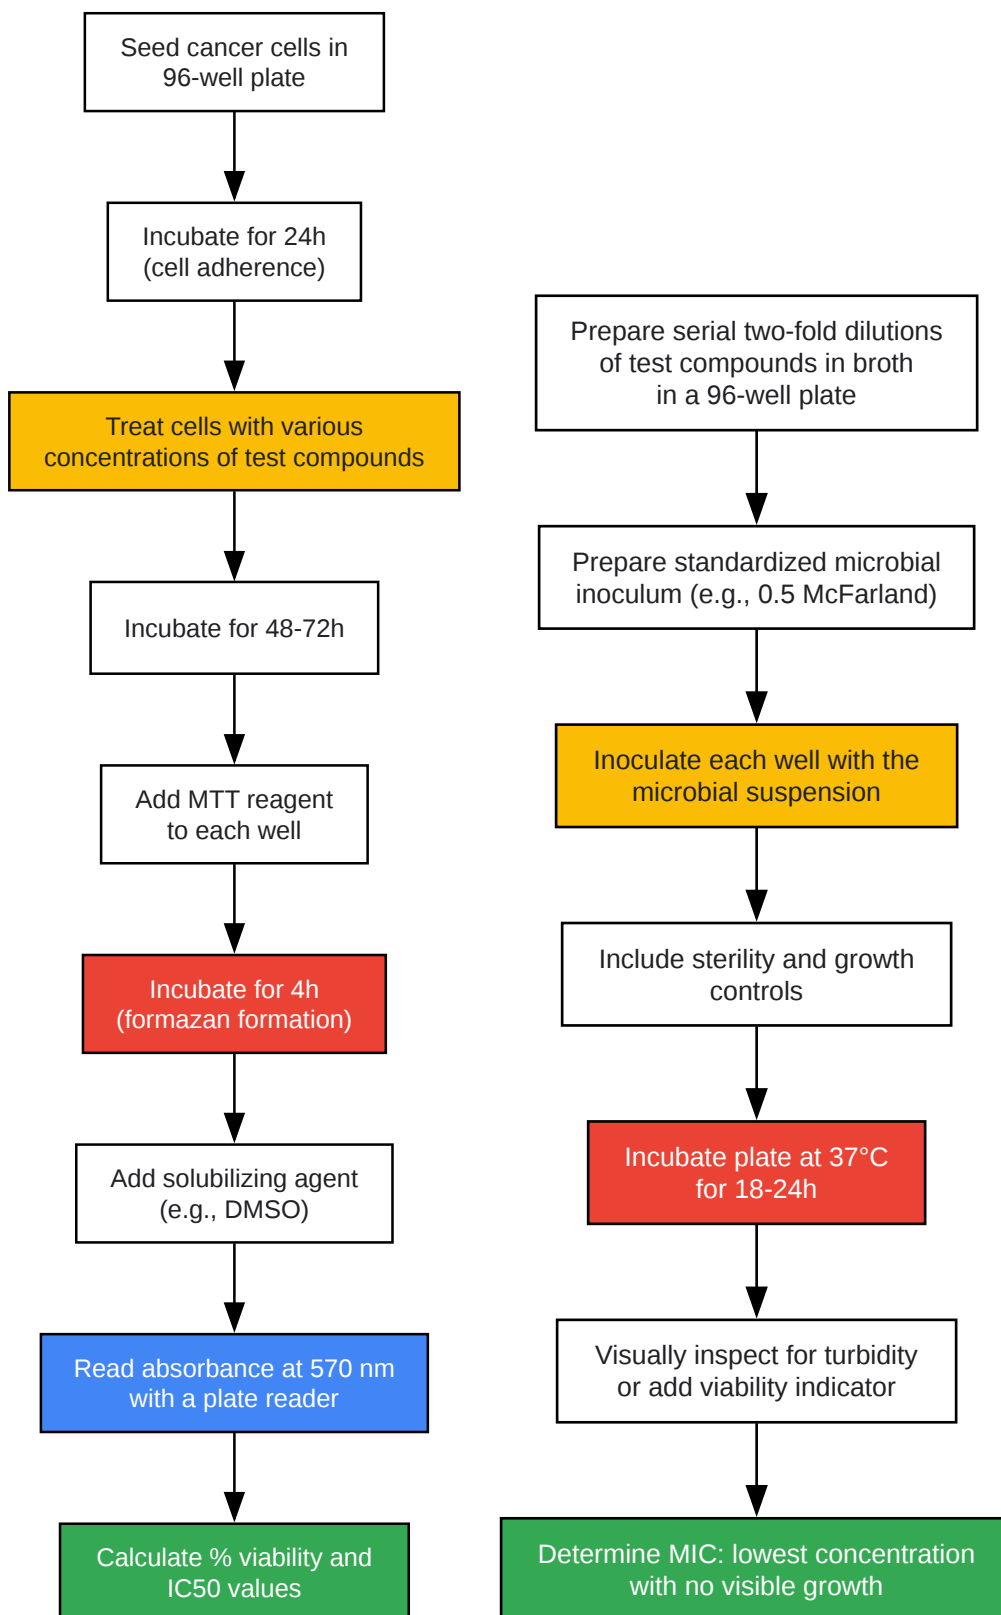 Seed cancer cells in
96-well plate
Incubate for 24h
(cell adherence)
Treat cells with various
concentrations of test compounds
Incubate for 48-72h
Add MTT reagent
to each well
Incubate for 4h
(formazan formation)
Add solubilizing agent
(e.g., DMSO)
Read absorbance at 570 nm
with a plate reader
Calculate % viability and
IC50 values
Prepare serial two-fold dilutions
of test compounds in broth
in a 96-well plate
Prepare standardized microbial
inoculum (e.g., 0.5 McFarland)
Inoculate each well with the
microbial suspension
Include sterility and growth
controls
Incubate plate at 37°C
for 18-24h
Visually inspect for turbidity
or add viability indicator
Determine MIC: lowest concentration
with no visible growth